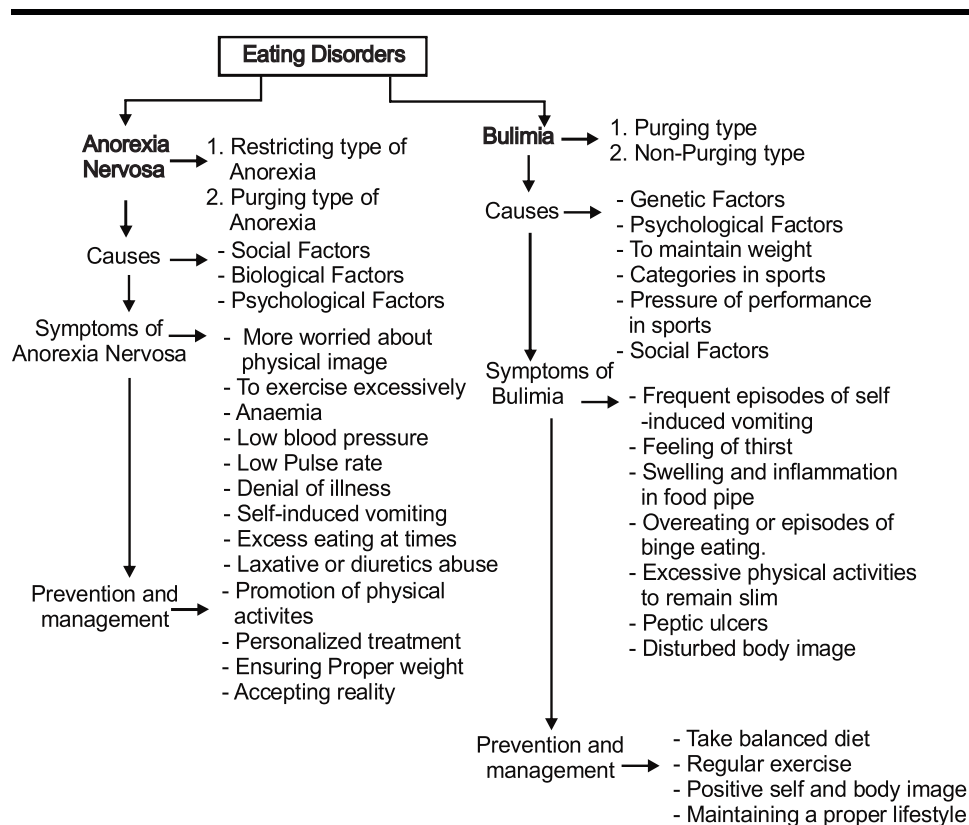 Eating Disorders
Anorexia
Nervosa
1. Restricting type of
Anorexia
2. Purging type of
Anorexia
Causes
- Social Factors
- Biological Factors
- Psychological Factors
Symptoms of
Anorexia Nervosa
- More worried about
physical image
- To exercise excessively
- Anaemia
- Low blood pressure
- Low Pulse rate
- Denial of illness
- Self-induced vomiting
- Excess eating at times
- Laxative or diuretics abuse
Prevention and
management
- Promotion of physical
activites
- Personalized treatment
- Ensuring Proper weight
- Accepting reality
Bulimia
1. Purging type
2. Non-Purging type
Causes
- Genetic Factors
- Psychological Factors
- To maintain weight
- Categories in sports
- Pressure of performance
in sports
- Social Factors
Symptoms of
Bulimia
- Frequent episodes of self
-induced vomiting
- Feeling of thirst
- Swelling and inflammation
in food pipe
- Overeating or episodes of
binge eating.
- Excessive physical activities
to remain slim
- Peptic ulcers
- Disturbed body image
Prevention and
management
- Take balanced diet
- Regular exercise
- Positive self and body image
- Maintaining a proper lifestyle